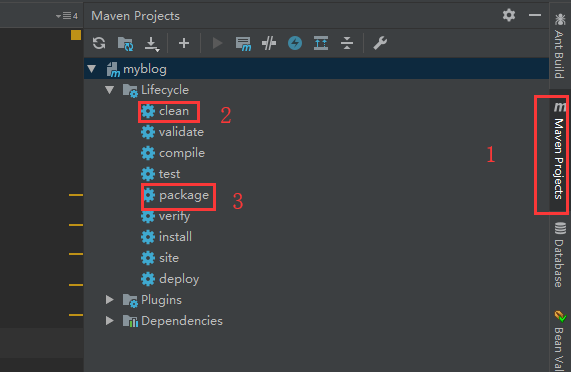 Maven Projects
4
myblog
Lifecycle
clean
2
validate
compile
test
package
3
verify
install
site
deploy
Plugins
Dependencies
1
Ant Build
m Maven Projects
Database
Bean Val